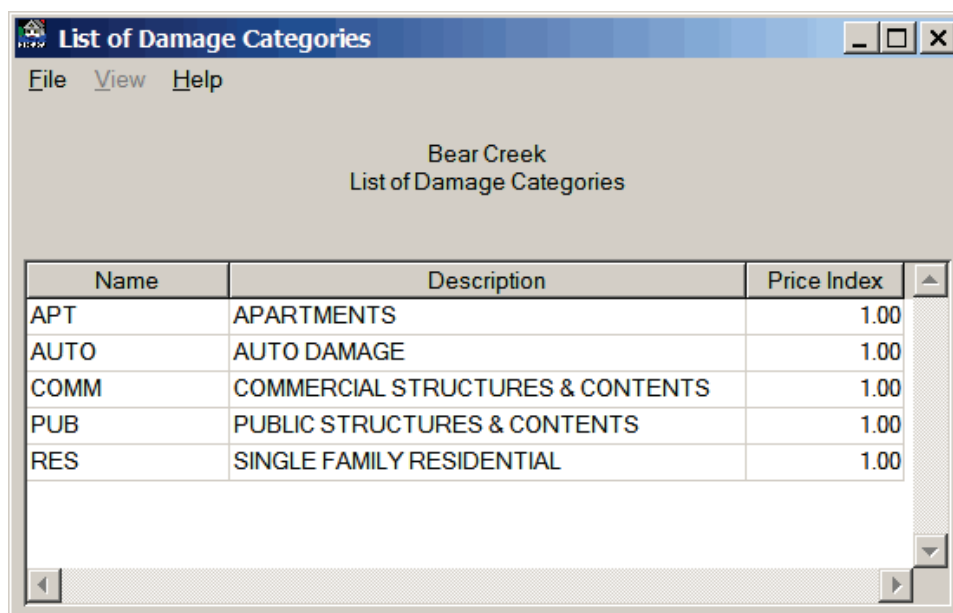 List of Damage Categories
File View Help
Bear Creek
List of Damage Categories
Name Description Price Index
APT APARTMENTS 1.00
AUTO AUTO DAMAGE 1.00
COMM COMMERCIAL STRUCTURES & CONTENTS 1.00
PUB PUBLIC STRUCTURES & CONTENTS 1.00
RES SINGLE FAMILY RESIDENTIAL 1.00